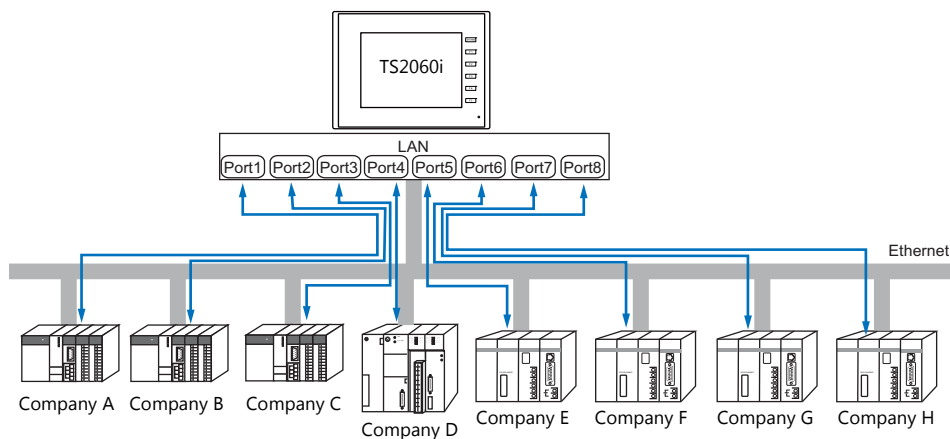 TS2060i
LAN
Port1 Port2 Port3 Port4 Port5 Port6 Port7 Port8
Ethernet
Company A Company B Company C Company D Company E Company F Company G Company H